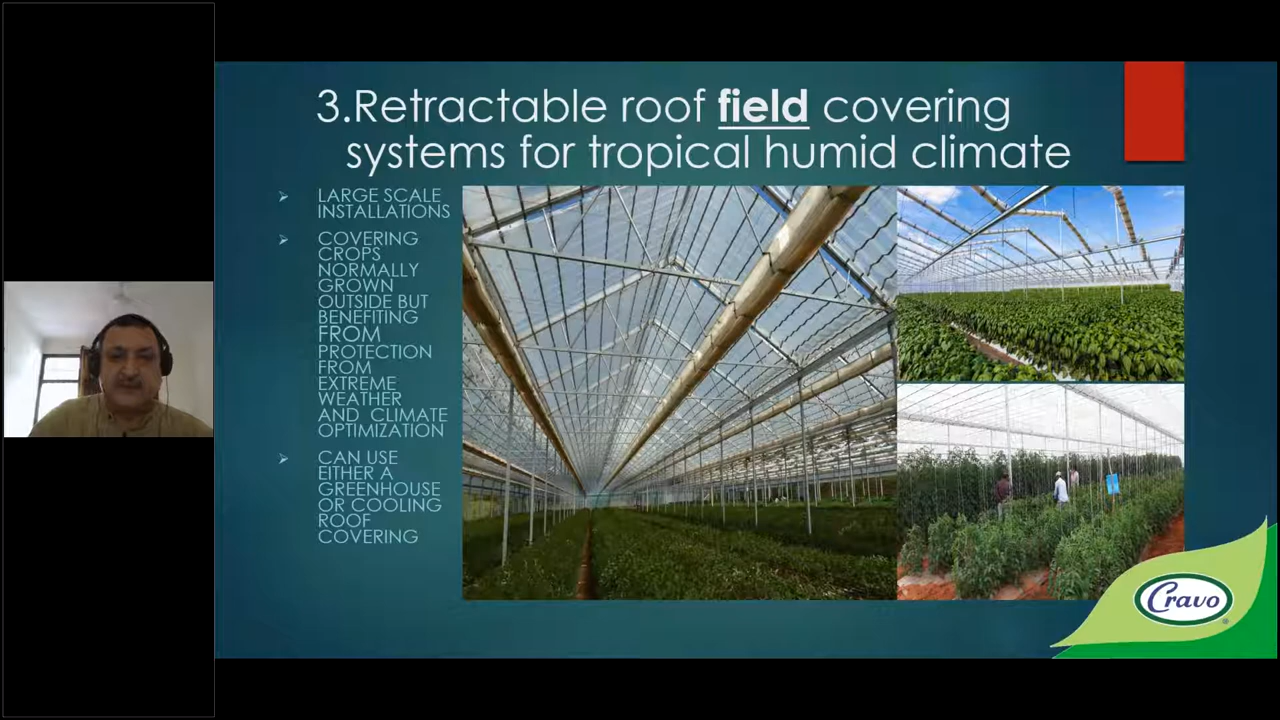 3.Retractable roof field covering
systems for tropical humid climate
LARGE SCALE
INSTALLATIONS
COVERING
CROPS
NORMALLY
GROWN
OUTSIDE BUT
BENEFITING
FROM
PROTECTION
FROM
EXTREME
WEATHER
AND CLIMATE
OPTIMIZATION
CAN USE
EITHER A
GREENHOUSE
OR COOLING
ROOF
COVERING
Cravo